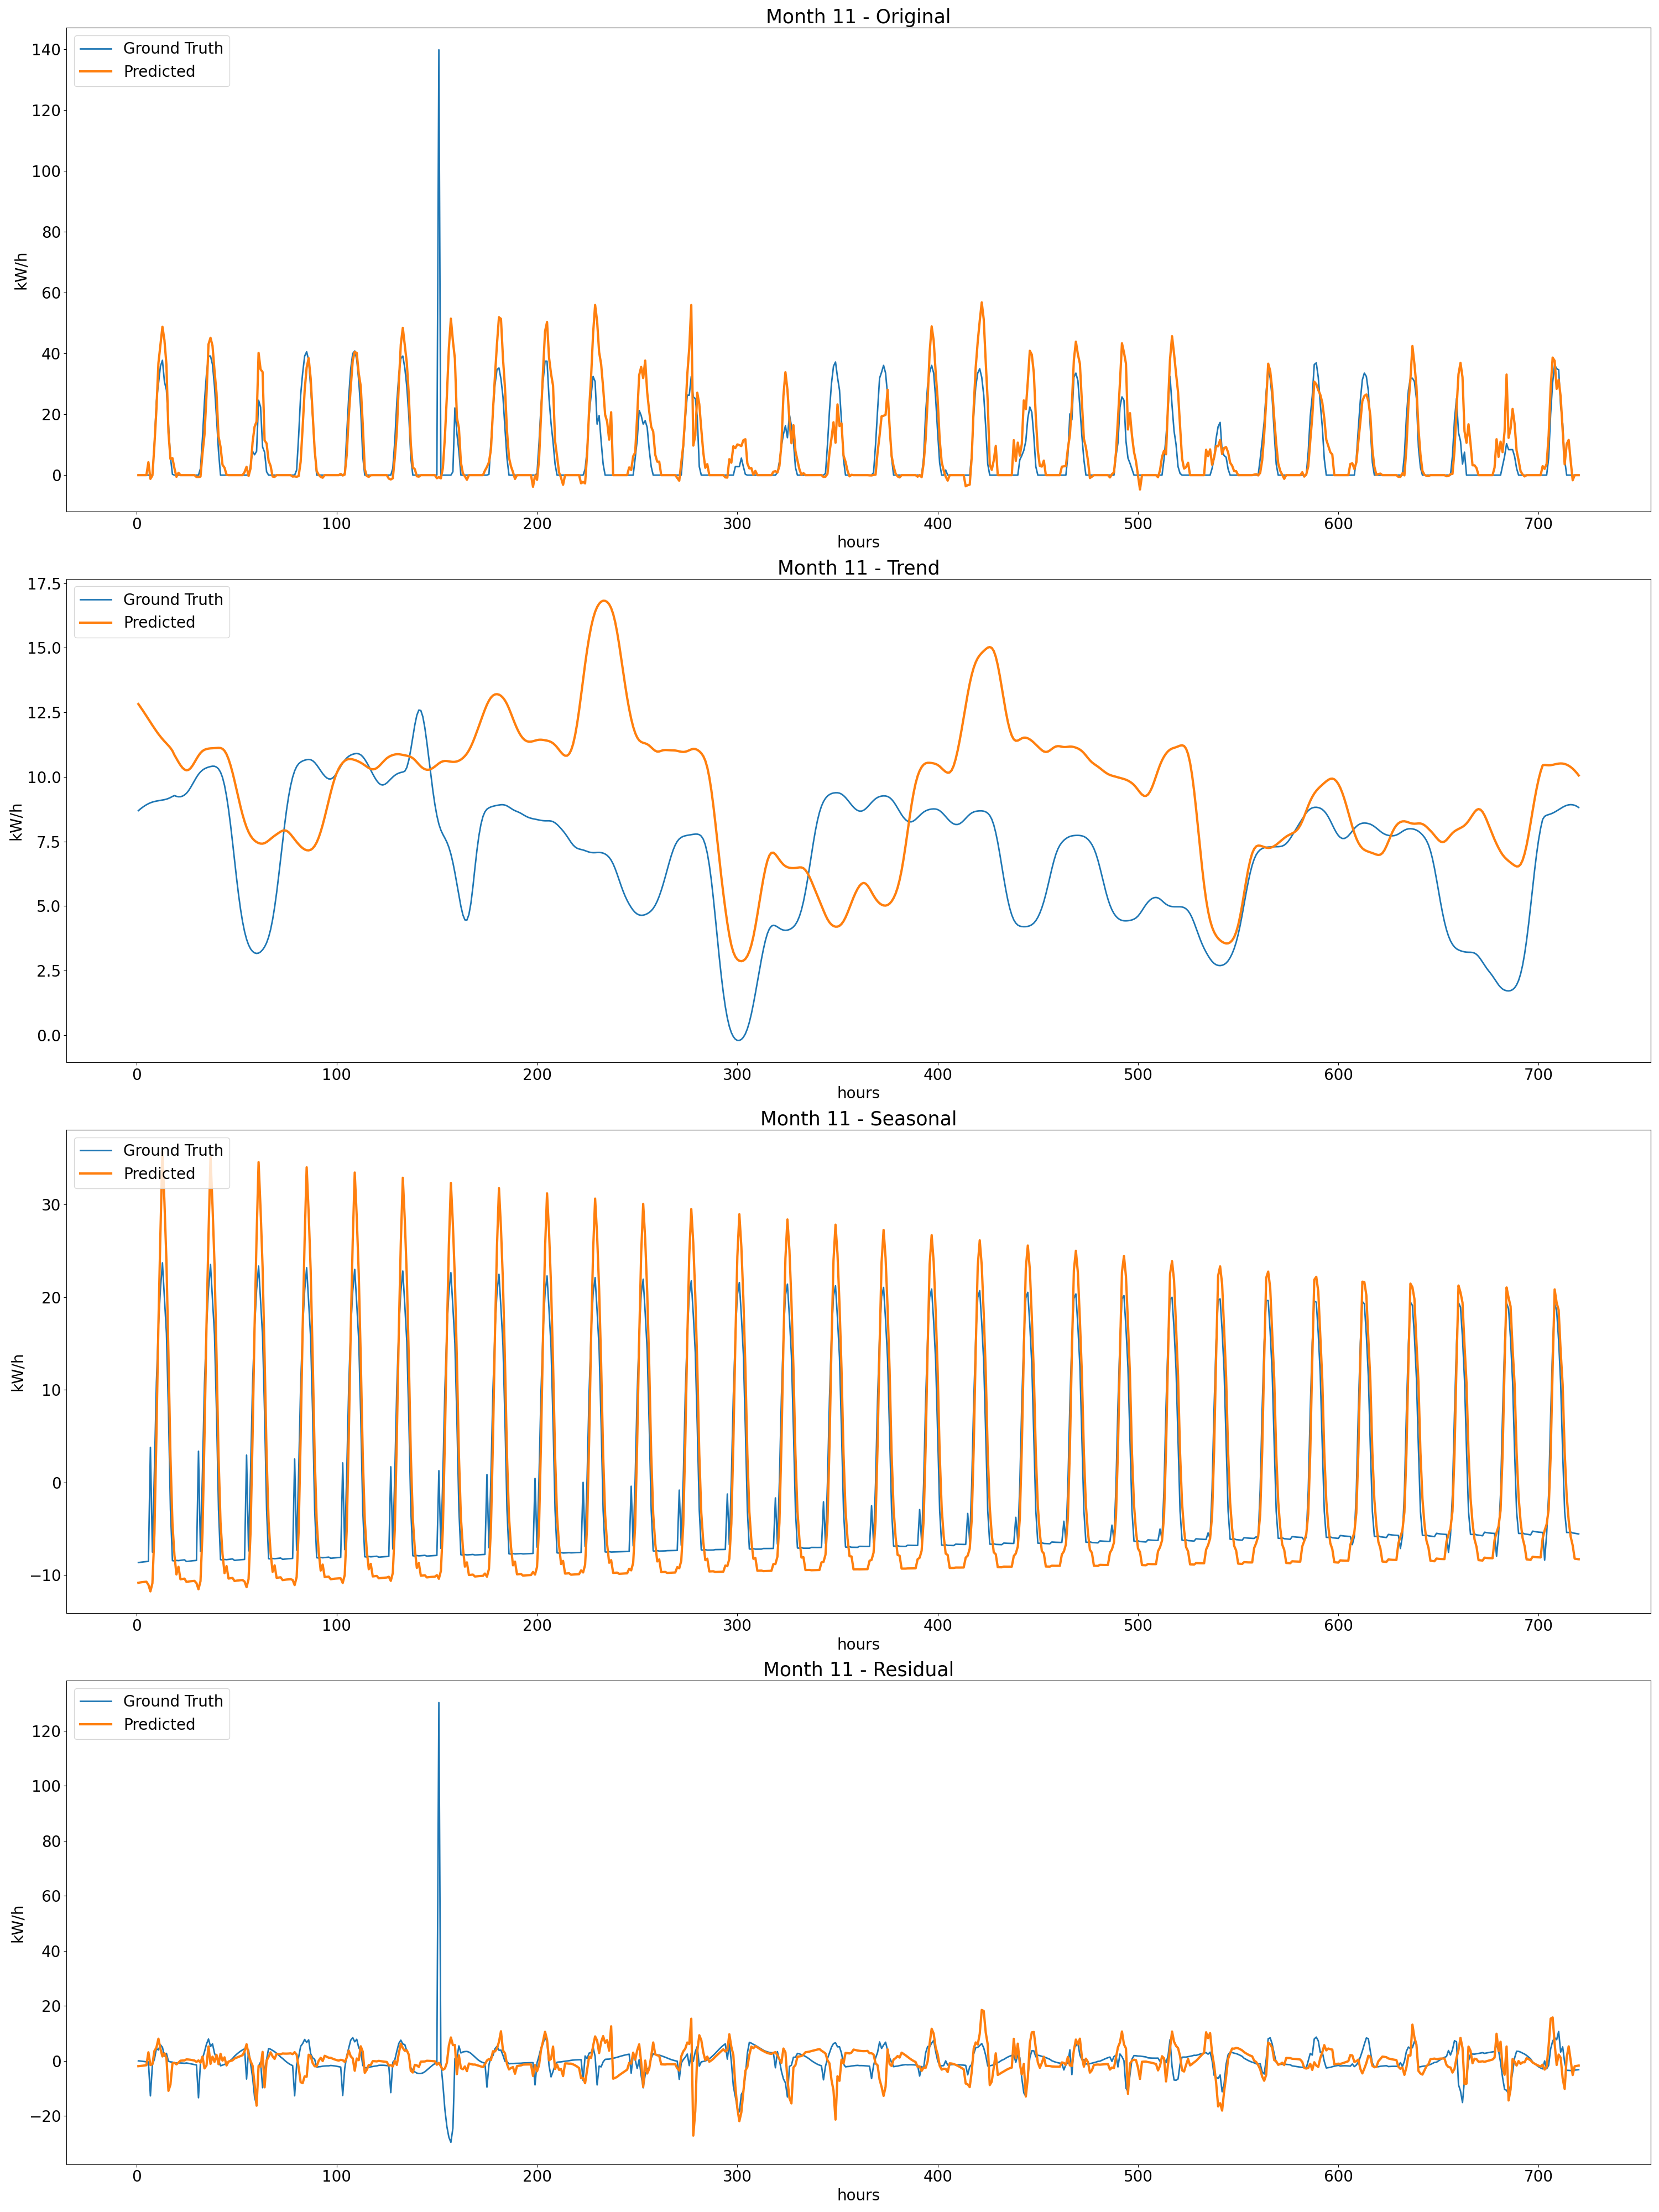 Month 11 - Original
Ground Truth
Predicted
kW/h
140
120
100
80
60
40
20
0
0 100 200 300 400 500 600 700
hours
Month 11 - Trend
Ground Truth
Predicted
kW/h
17.5
15.0
12.5
10.0
7.5
5.0
2.5
0.0
0 100 200 300 400 500 600 700
hours
Month 11 - Seasonal
Ground Truth
Predicted
kW/h
30
20
10
0
−10
0 100 200 300 400 500 600 700
hours
Month 11 - Residual
Ground Truth
Predicted
kW/h
120
100
80
60
40
20
0
−20
0 100 200 300 400 500 600 700
hours